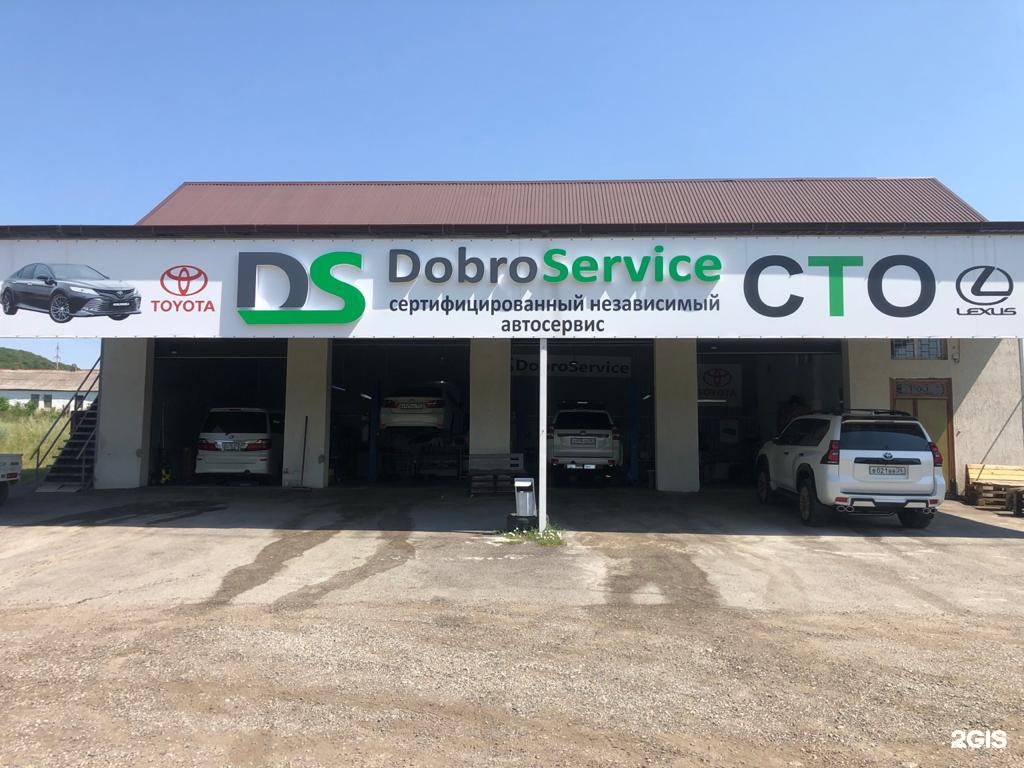 TOYOTA
DS
DobroService
сертифицированный независимый
автосервис
СТО
LEXUS
DobroService
TOYOTA
2GIS